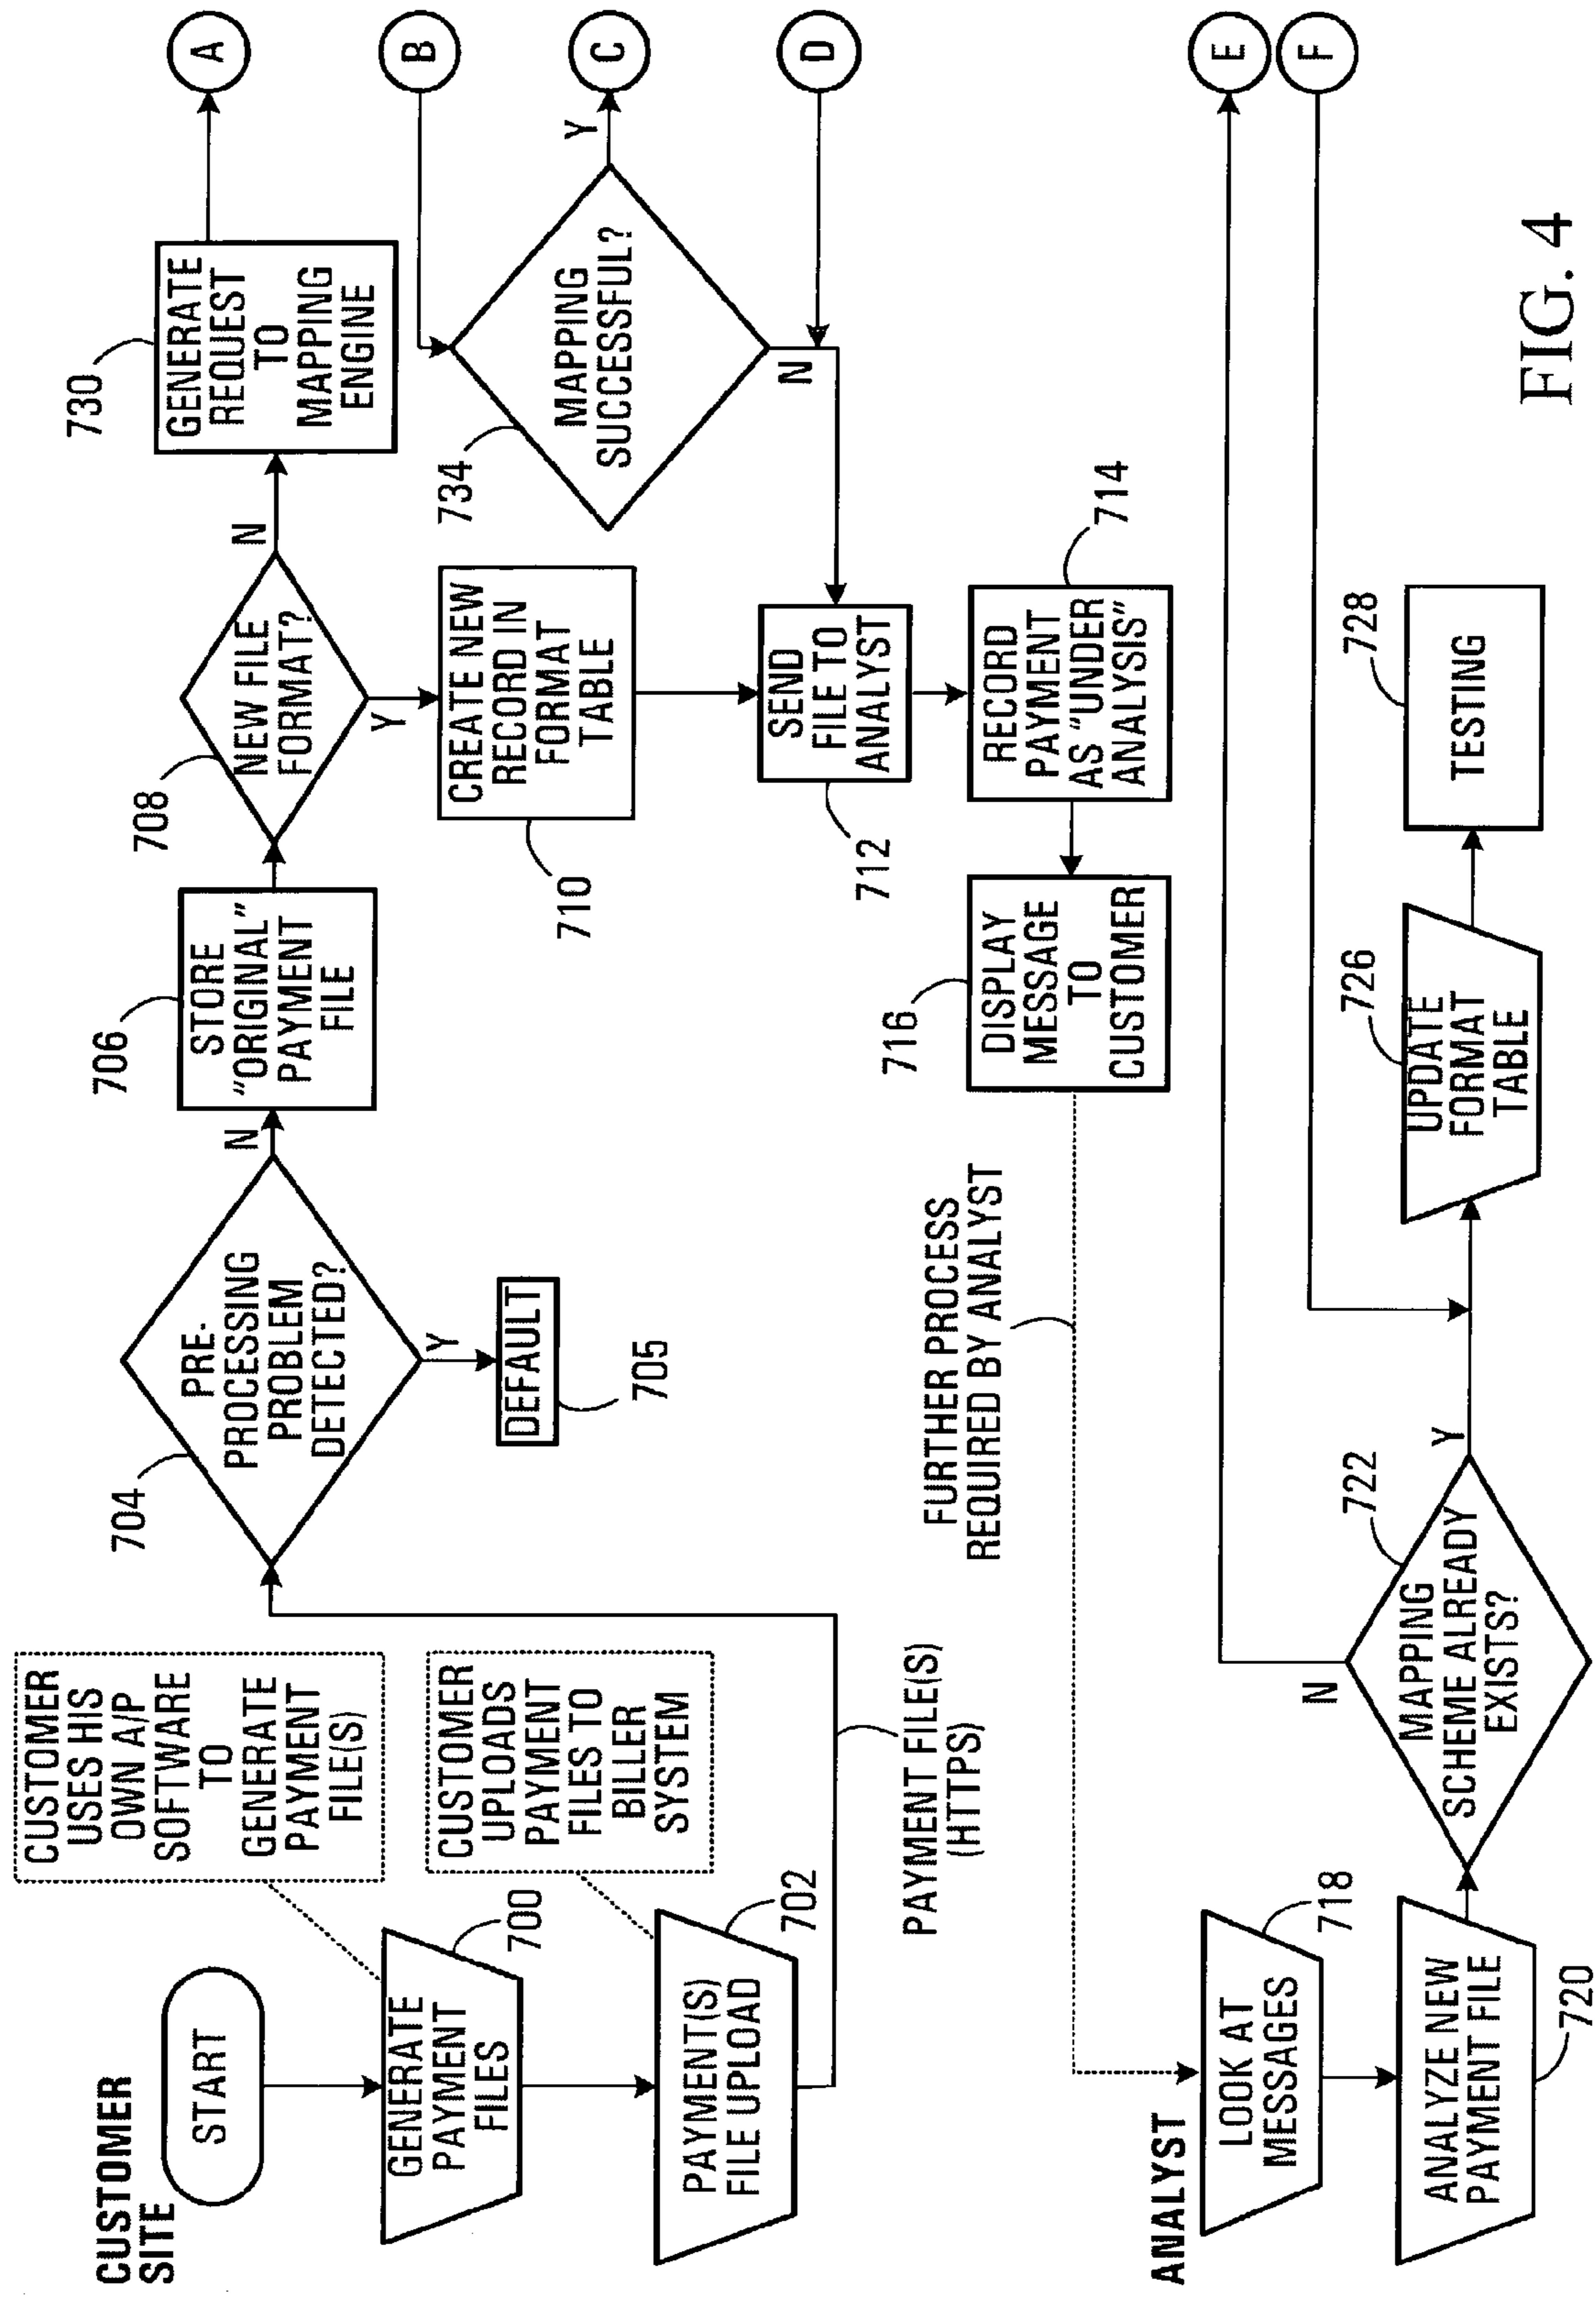 CUSTOMER
SITE
START
CUSTOMER
USES HIS
OWN A/P
SOFTWARE
TO
GENERATE
PAYMENT
FILE(S)
GENERATE
PAYMENT
FILES
700
CUSTOMER
UPLOADS
PAYMENT
FILES TO
BILLER
SYSTEM
PAYMENT(S)
FILE UPLOAD
702
PAYMENT FILE(S)
(HTTPS)
704
PRE-
PROCESSING
PROBLEM
DETECTED?
N
Y
DEFAULT
705
706
STORE
"ORIGINAL"
PAYMENT
FILE
708
NEW FILE
FORMAT?
N
Y
730
GENERATE
REQUEST
TO
MAPPING
ENGINE
A
B
710
CREATE NEW
RECORD IN
FORMAT
TABLE
734
MAPPING
SUCCESSFUL?
Y
C
N
D
712
SEND
FILE TO
ANALYST
714
RECORD
PAYMENT
AS "UNDER
ANALYSIS"
716
DISPLAY
MESSAGE
TO
CUSTOMER
FURTHER PROCESS
REQUIRED BY ANALYST
ANALYST
LOOK AT
MESSAGES
718
ANALYZE NEW
PAYMENT FILE
720
722
MAPPING
SCHEME ALREADY
EXISTS?
N
Y
E
F
726
UPDATE
FORMAT
TABLE
728
TESTING
FIG. 4